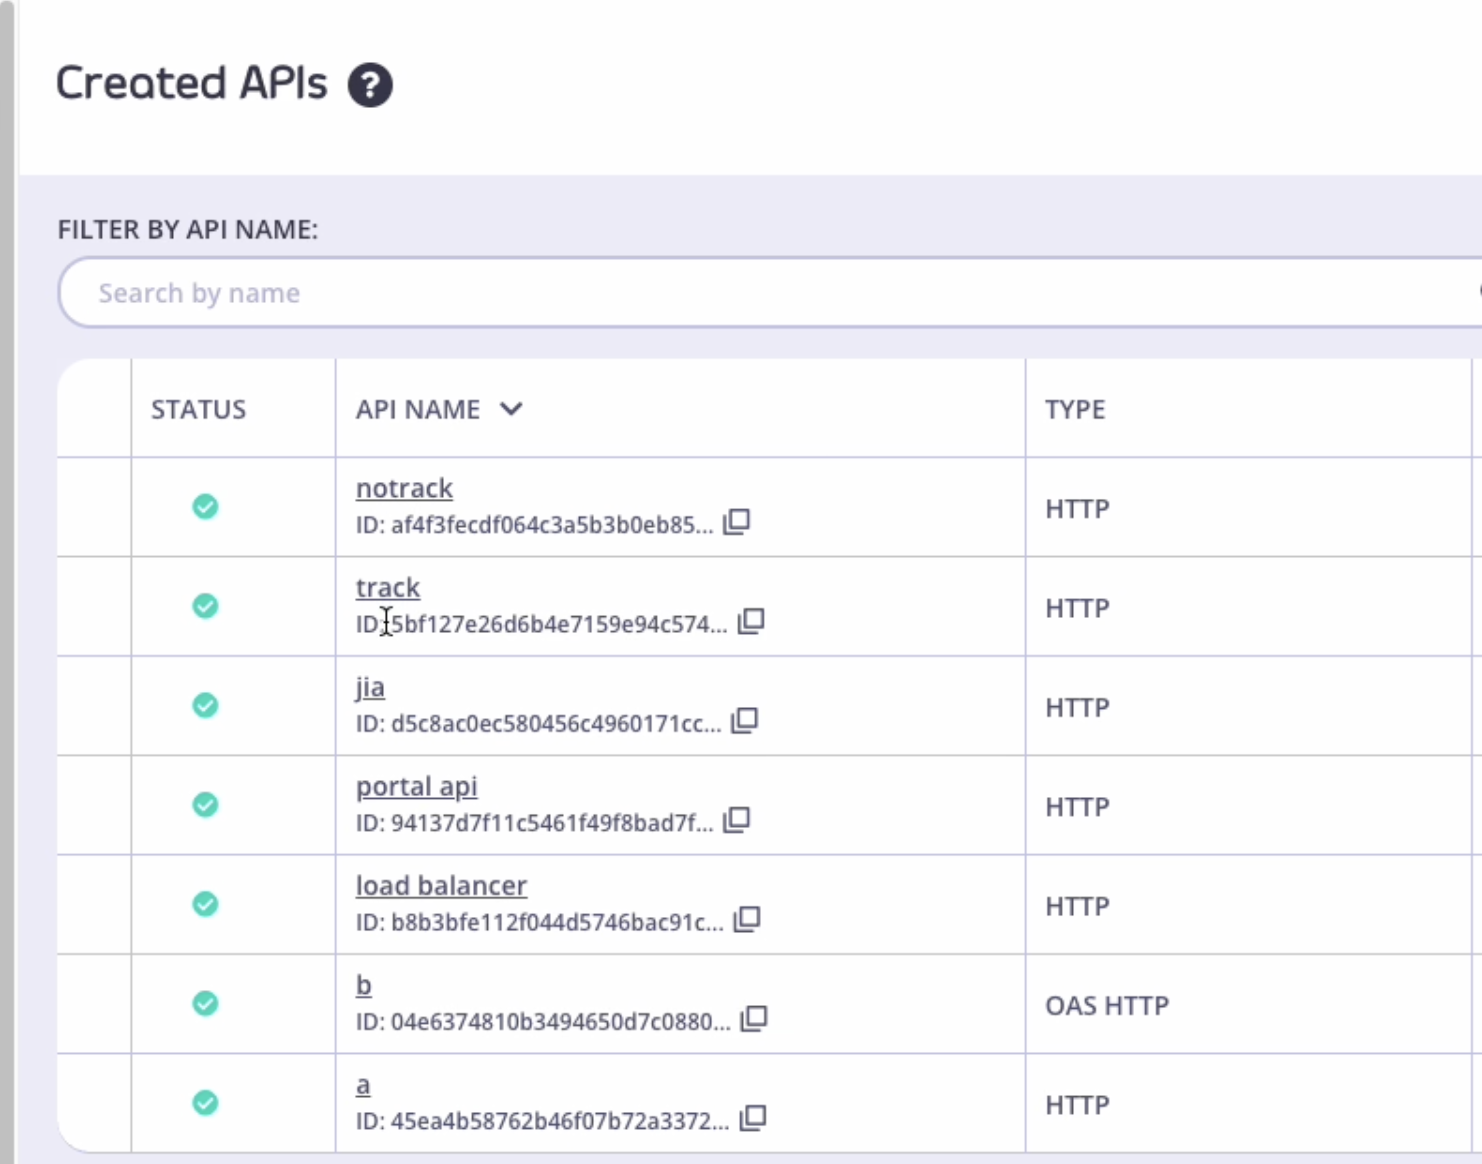 Created APIs ?
FILTER BY API NAME:
Search by name
STATUS API NAME TYPE
notrack
ID: af4f3fecdf064c3a5b3b0eb85... HTTP
track
ID: 5bf127e26d6b4e7159e94c574... HTTP
jia
ID: d5c8ac0ec580456c4960171cc... HTTP
portal api
ID: 94137d7f11c5461f49f8bad7f... HTTP
load balancer
ID: b8b3bfe112f044d5746bac91c... HTTP
b
ID: 04e6374810b3494650d7c0880... OAS HTTP
a
ID: 45ea4b58762b46f07b72a3372... HTTP